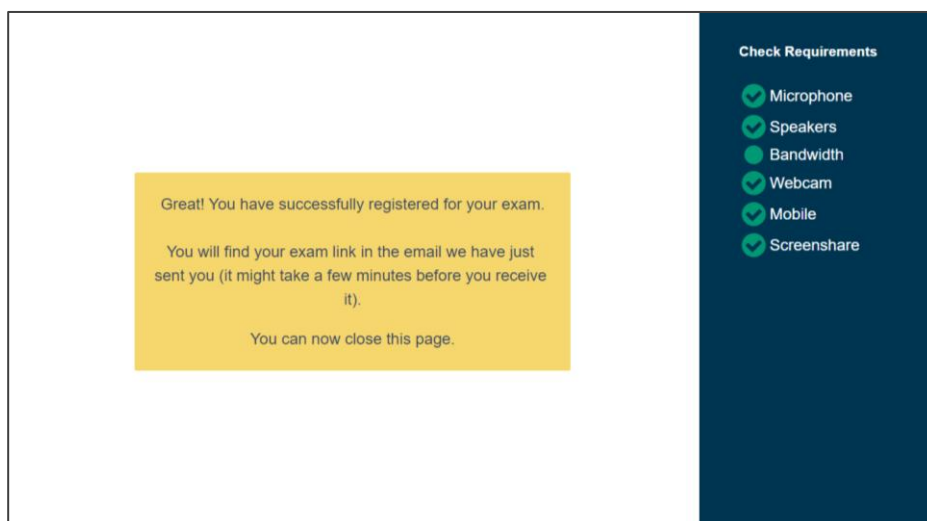 Check Requirements
Microphone
Speakers
Bandwidth
Webcam
Mobile
Screenshare
Great! You have successfully registered for your exam.
You will find your exam link in the email we have just
sent you (it might take a few minutes before you receive
it).
You can now close this page.